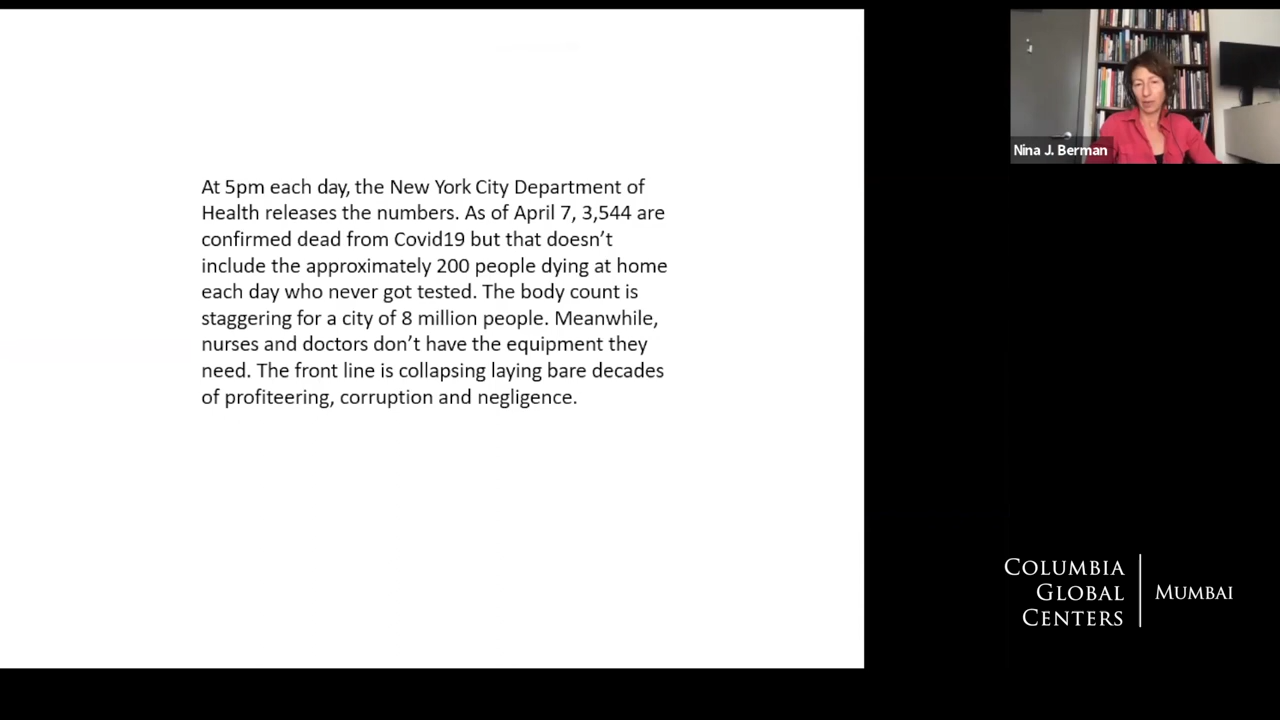 At 5pm each day, the New York City Department of
Health releases the numbers. As of April 7, 3,544 are
confirmed dead from Covid19 but that doesn’t
include the approximately 200 people dying at home
each day who never got tested. The body count is
staggering for a city of 8 million people. Meanwhile,
nurses and doctors don’t have the equipment they
need. The front line is collapsing laying bare decades
of profiteering, corruption and negligence.
Nina J. Berman
COLUMBIA
GLOBAL
CENTERS
MUMBAI